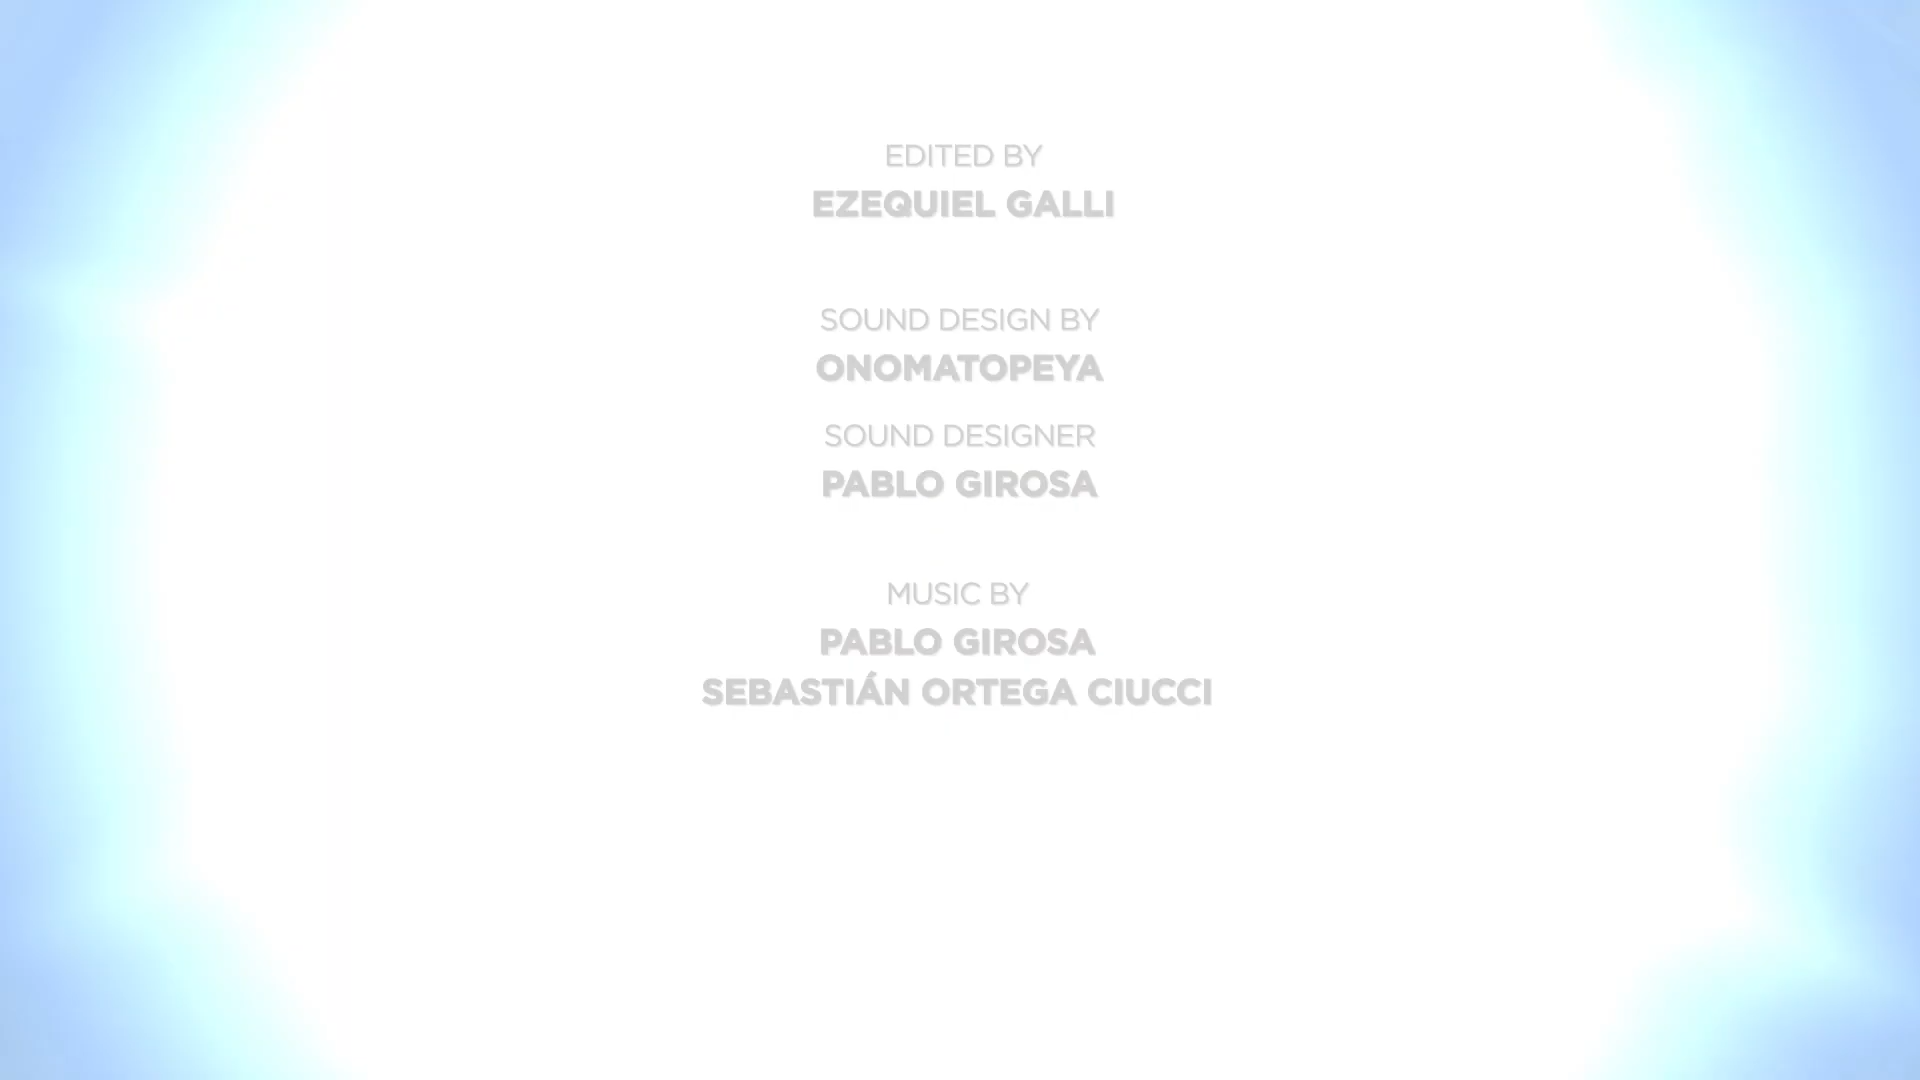 EDITED BY
EZEQUIEL GALLI
SOUND DESIGN BY
ONOMATOPEYA
SOUND DESIGNER
PABLO GIROSA
MUSIC BY
PABLO GIROSA
SEBASTIÁN ORTEGA CIUCCI